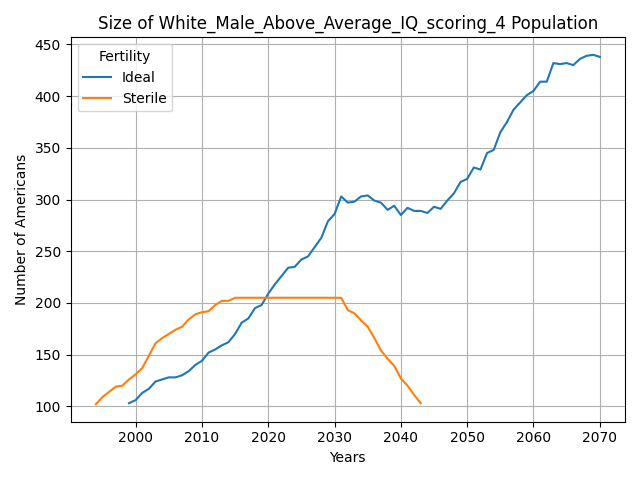 Size of White_Male_Above_Average_IQ_scoring_4 Population
Number of Americans
450
400
350
300
250
200
150
100
Fertility
Ideal
Sterile
2000 2010 2020 2030 2040 2050 2060 2070
Years